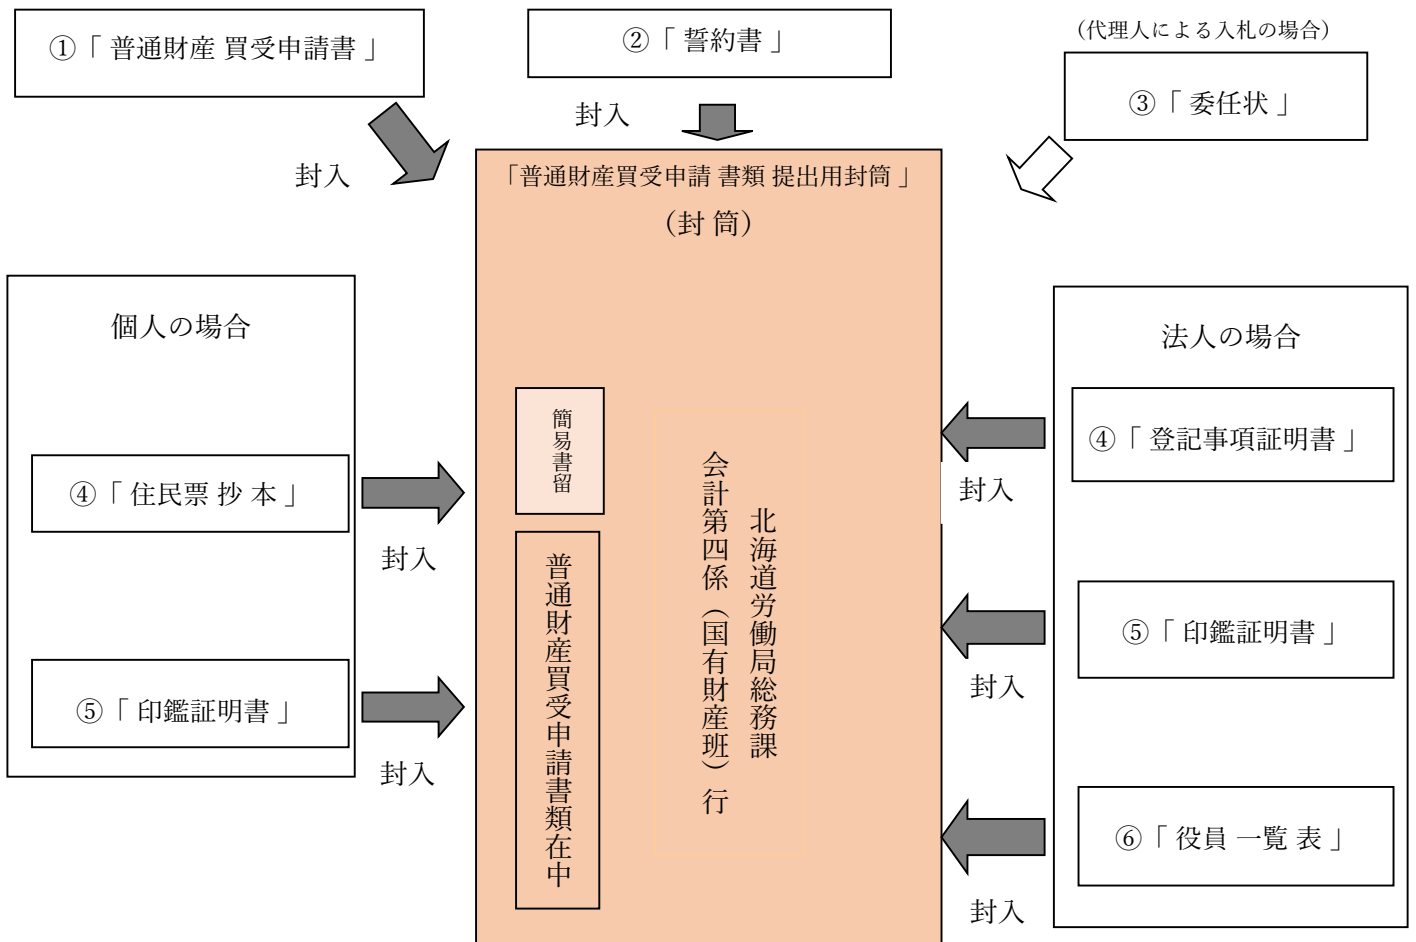 ①「 普通財産 買受申請書 」
②「 誓約書 」
（代理人による入札の場合）
③「 委任状 」
封入
封入
「普通財産買受申請 書類 提出用封筒 」
（封 筒）
個人の場合
④「 住民票 抄 本 」
封入
⑤「 印鑑証明書 」
封入
簡易書留
普通財産買受申請書類在中
北海道労働局総務課
会計第四係（国有財産班）行
法人の場合
④「 登記事項証明書 」
封入
⑤「 印鑑証明書 」
封入
⑥「 役員 一覧 表 」
封入